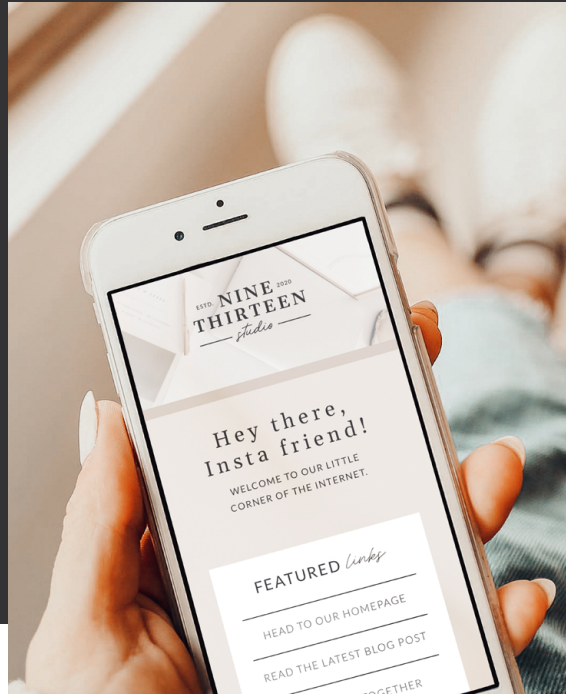 ESTD. NINE 2020
THIRTEEN
studio
Hey there,
Insta friend!
WELCOME TO OUR LITTLE
CORNER OF THE INTERNET.
FEATURED links
HEAD TO OUR HOMEPAGE
READ THE LATEST BLOG POST
TOGETHER